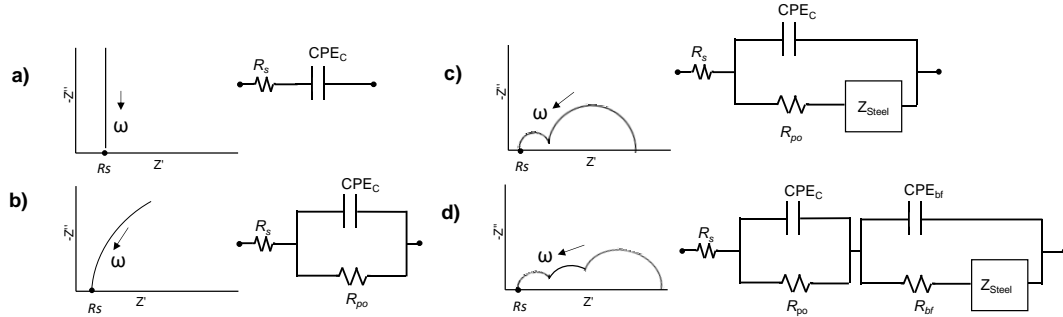 a)
-Z''
ω
Rs
Z'
Rs
CPEC
b)
-Z''
ω
Rs
Z'
Rs
CPEC
Rpo
c)
-Z''
ω
Rs
Z'
Rs
CPEC
Rpo
ZSteel
d)
-Z''
ω
Rs
Z'
Rs
CPEC
Rpo
CPEbf
Rbf
ZSteel